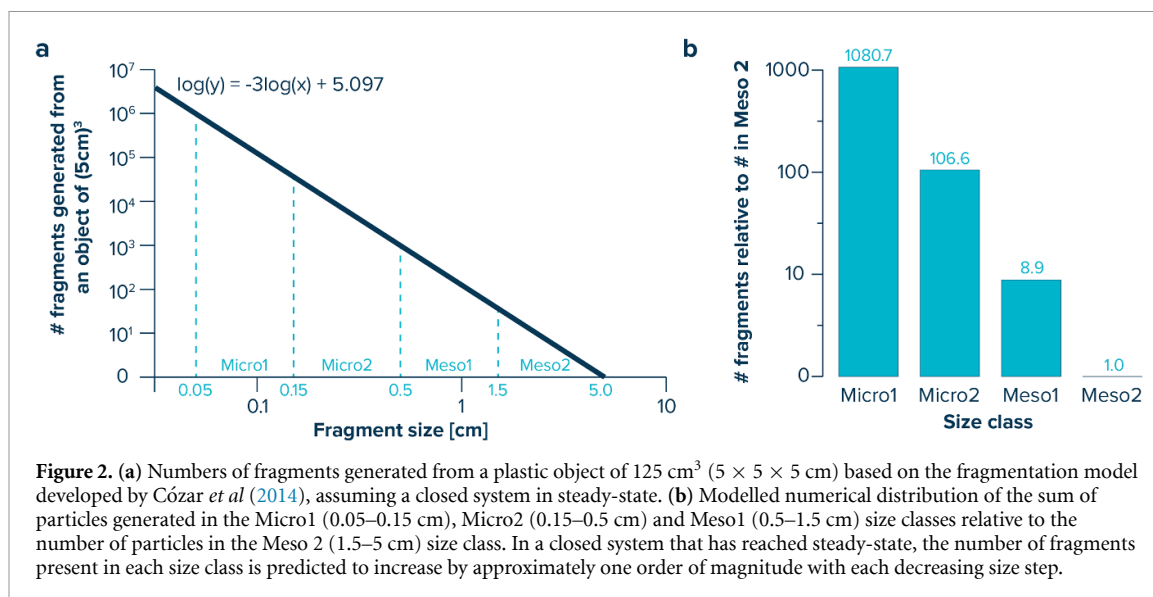 a
# fragments generated from
an object of (5cm)³
10⁷
10⁶
10⁵
10⁴
10³
10²
10¹
0
log(y) = -3log(x) + 5.097
Micro1
Micro2
Meso1
Meso2
0.05
0.15
0.5
1.5
5.0
0.1
1
10
Fragment size [cm]
b
# fragments relative to # in Meso 2
1000
100
10
0
1080.7
106.6
8.9
1.0
Micro1
Micro2
Meso1
Meso2
Size class
Figure 2. (a) Numbers of fragments generated from a plastic object of 125 cm³ (5 × 5 × 5 cm) based on the fragmentation model
developed by Cózar et al (2014), assuming a closed system in steady-state. (b) Modelled numerical distribution of the sum of
particles generated in the Micro1 (0.05–0.15 cm), Micro2 (0.15–0.5 cm) and Meso1 (0.5–1.5 cm) size classes relative to the
number of particles in the Meso 2 (1.5–5 cm) size class. In a closed system that has reached steady-state, the number of fragments
present in each size class is predicted to increase by approximately one order of magnitude with each decreasing size step.